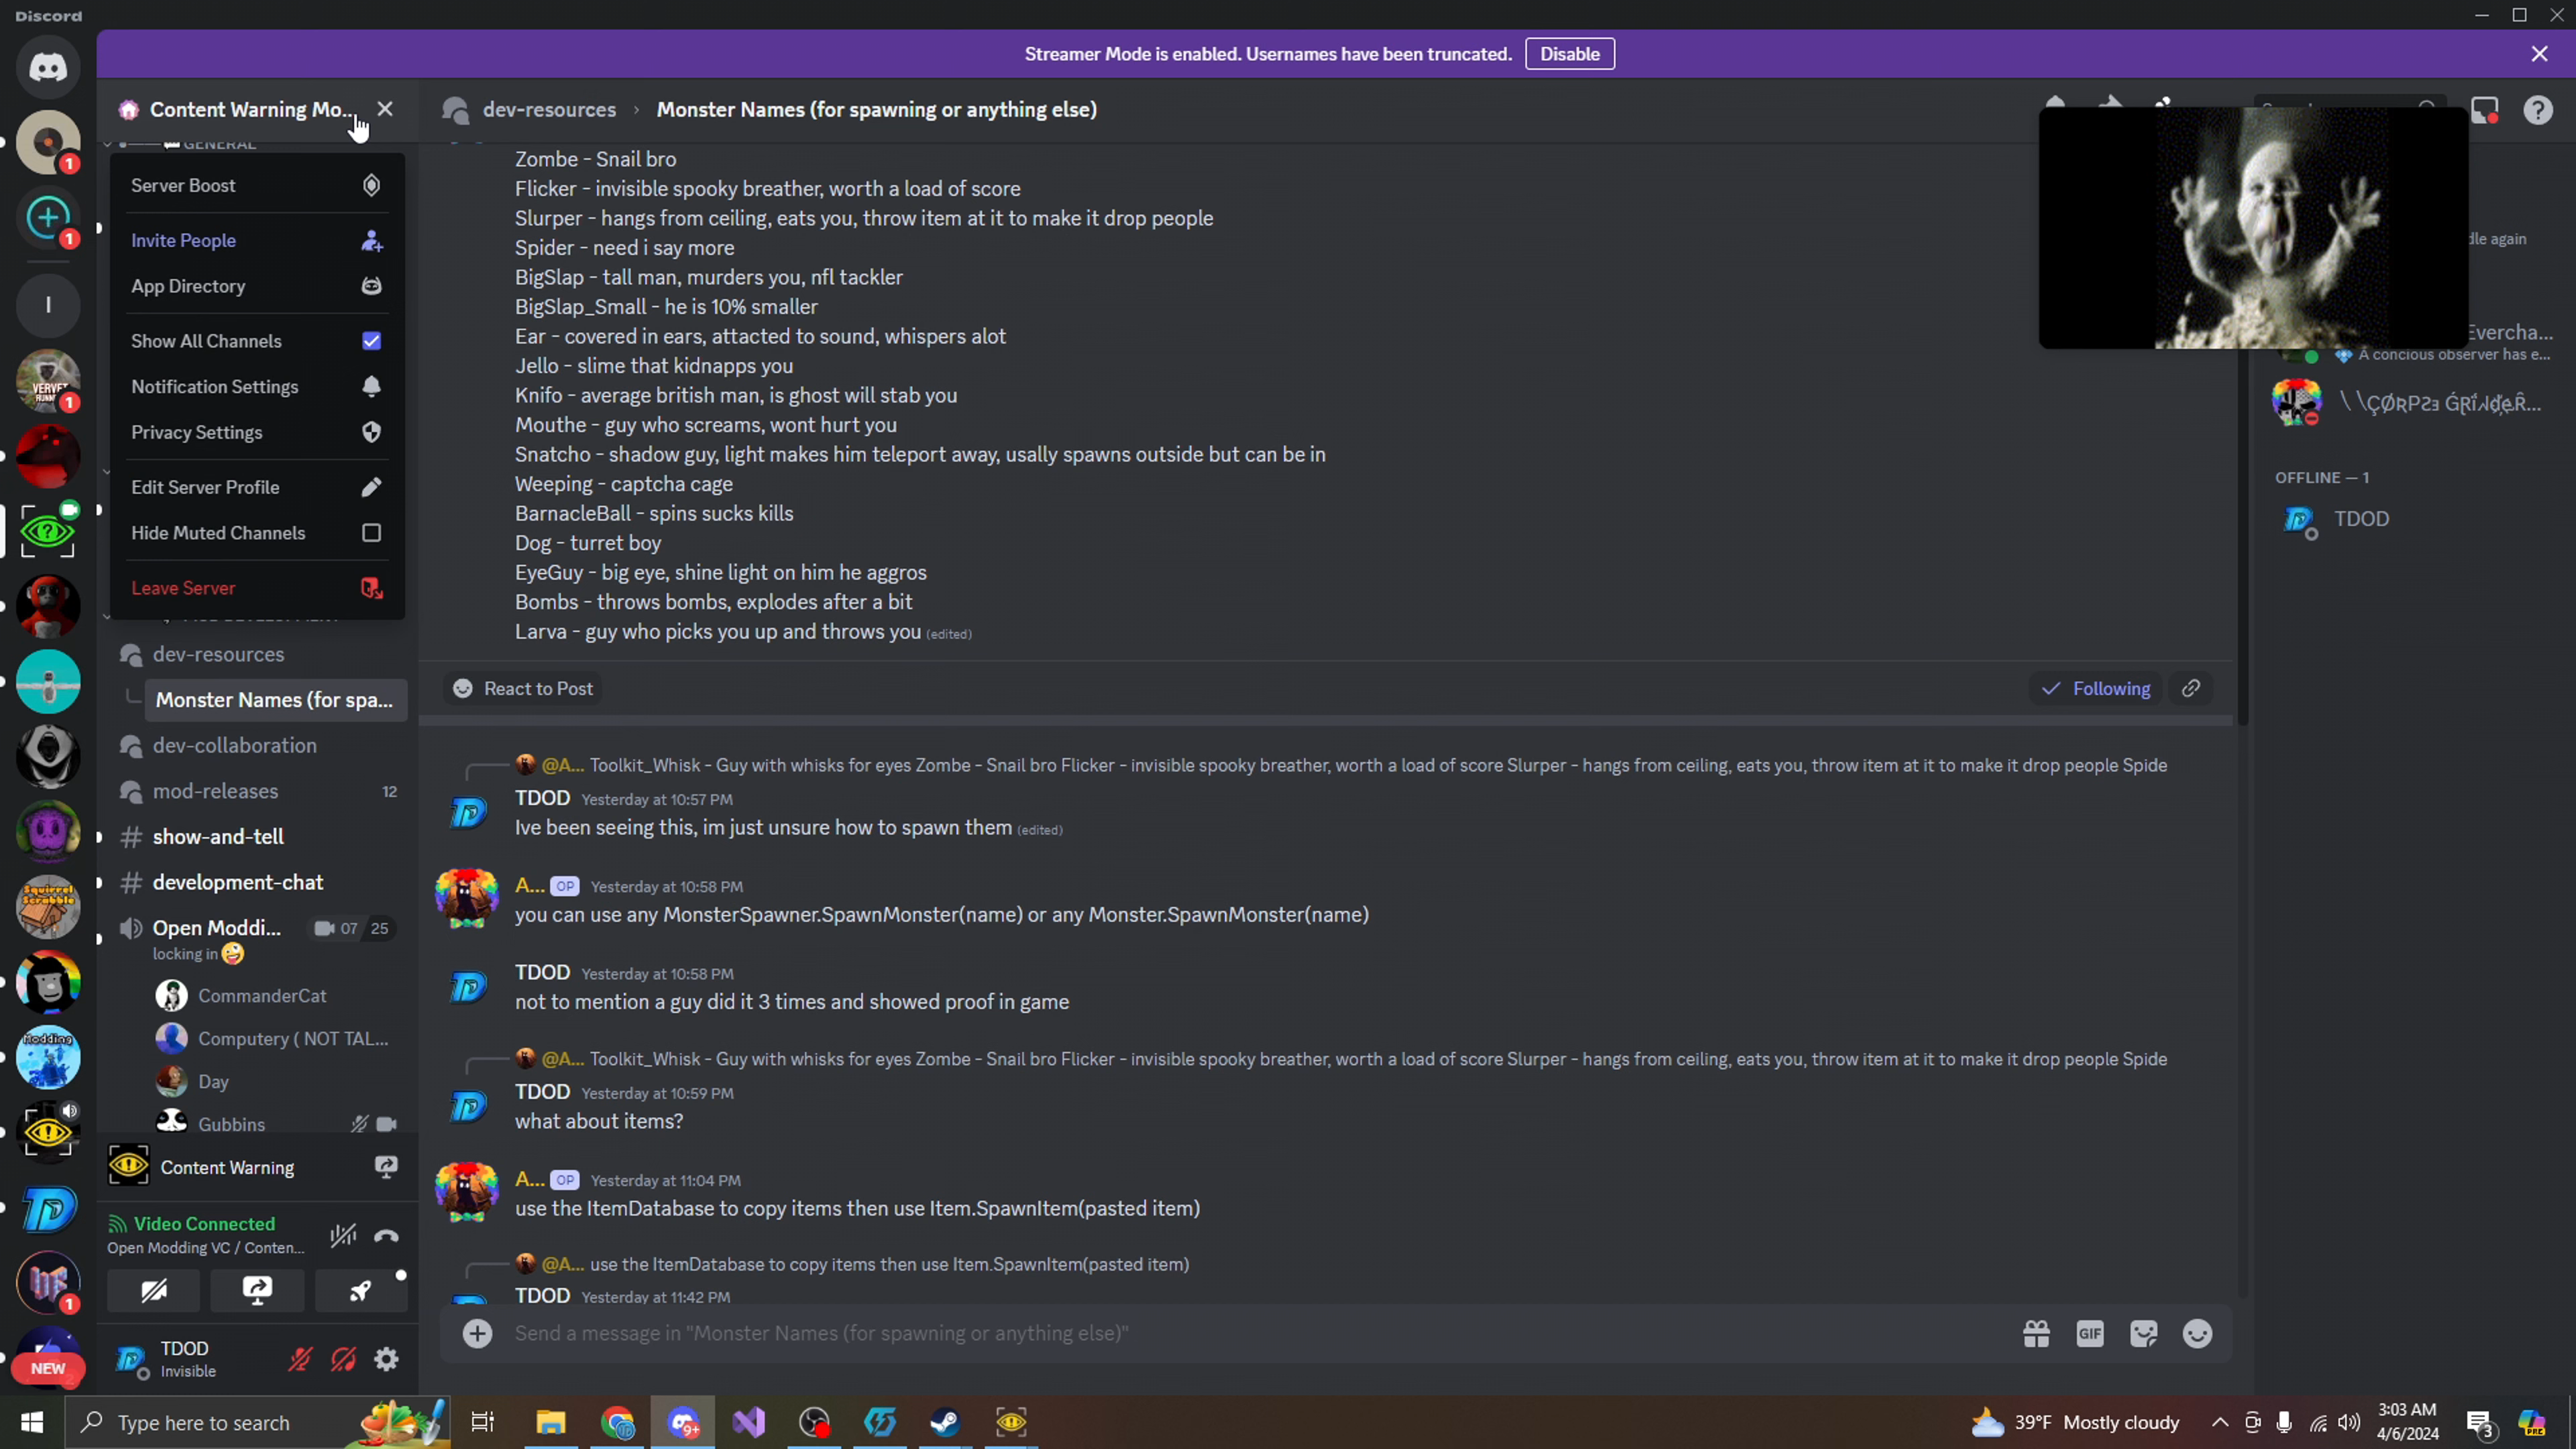 Discord
Streamer Mode is enabled. Usernames have been truncated.
Disable
Content Warning Mo...
dev-resources
Monster Names (for spawning or anything else)
GENERAL
Server Boost
Invite People
App Directory
Show All Channels
Notification Settings
Privacy Settings
Edit Server Profile
Hide Muted Channels
Leave Server
dev-resources
Monster Names (for spa...
dev-collaboration
mod-releases
12
show-and-tell
development-chat
Open Moddi...
07 25
locking in
CommanderCat
Computery ( NOT TAL...
Day
Gubbins
Content Warning
Video Connected
Open Modding VC / Conten...
TDOD
Invisible
Zombe - Snail bro
Flicker - invisible spooky breather, worth a load of score
Slurper - hangs from ceiling, eats you, throw item at it to make it drop people
Spider - need i say more
BigSlap - tall man, murders you, nfl tackler
BigSlap_Small - he is 10% smaller
Ear - covered in ears, attacted to sound, whispers alot
Jello - slime that kidnapps you
Knifo - average british man, is ghost will stab you
Mouthe - guy who screams, wont hurt you
Snatcho - shadow guy, light makes him teleport away, usally spawns outside but can be in
Weeping - captcha cage
BarnacleBall - spins sucks kills
Dog - turret boy
EyeGuy - big eye, shine light on him he aggros
Bombs - throws bombs, explodes after a bit
Larva - guy who picks you up and throws you (edited)
React to Post
Following
@A... Toolkit_Whisk - Guy with whisks for eyes Zombe - Snail bro Flicker - invisible spooky breather, worth a load of score Slurper - hangs from ceiling, eats you, throw item at it to make it drop people Spide
TDOD Yesterday at 10:57 PM
Ive been seeing this, im just unsure how to spawn them (edited)
A... OP Yesterday at 10:58 PM
you can use any MonsterSpawner.SpawnMonster(name) or any Monster.SpawnMonster(name)
TDOD Yesterday at 10:58 PM
not to mention a guy did it 3 times and showed proof in game
@A... Toolkit_Whisk - Guy with whisks for eyes Zombe - Snail bro Flicker - invisible spooky breather, worth a load of score Slurper - hangs from ceiling, eats you, throw item at it to make it drop people Spide
TDOD Yesterday at 10:59 PM
what about items?
A... OP Yesterday at 11:04 PM
use the ItemDatabase to copy items then use Item.SpawnItem(pasted item)
@A... use the ItemDatabase to copy items then use Item.SpawnItem(pasted item)
TDOD Yesterday at 11:42 PM
Send a message in "Monster Names (for spawning or anything else)"
GIF
dle again
Evercha...
A concious observer has e...
OFFLINE — 1
TDOD
I
1
1
VERVET
1
Squirrel
Scrabble
Modding
1
NEW
Type here to search
9+
39°F Mostly cloudy
3:03 AM
4/6/2024
3
PRE